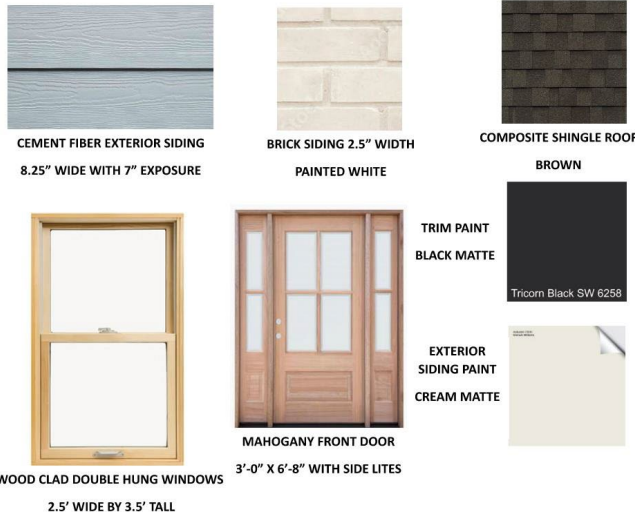 CEMENT FIBER EXTERIOR SIDING
8.25” WIDE WITH 7” EXPOSURE
BRICK SIDING 2.5” WIDTH
PAINTED WHITE
COMPOSITE SHINGLE ROOF
BROWN
TRIM PAINT
BLACK MATTE
Tricorn Black SW 6258
EXTERIOR
SIDING PAINT
CREAM MATTE
MAHOGANY FRONT DOOR
3’-0” X 6’-8” WITH SIDE LITES
WOOD CLAD DOUBLE HUNG WINDOWS
2.5’ WIDE BY 3.5’ TALL